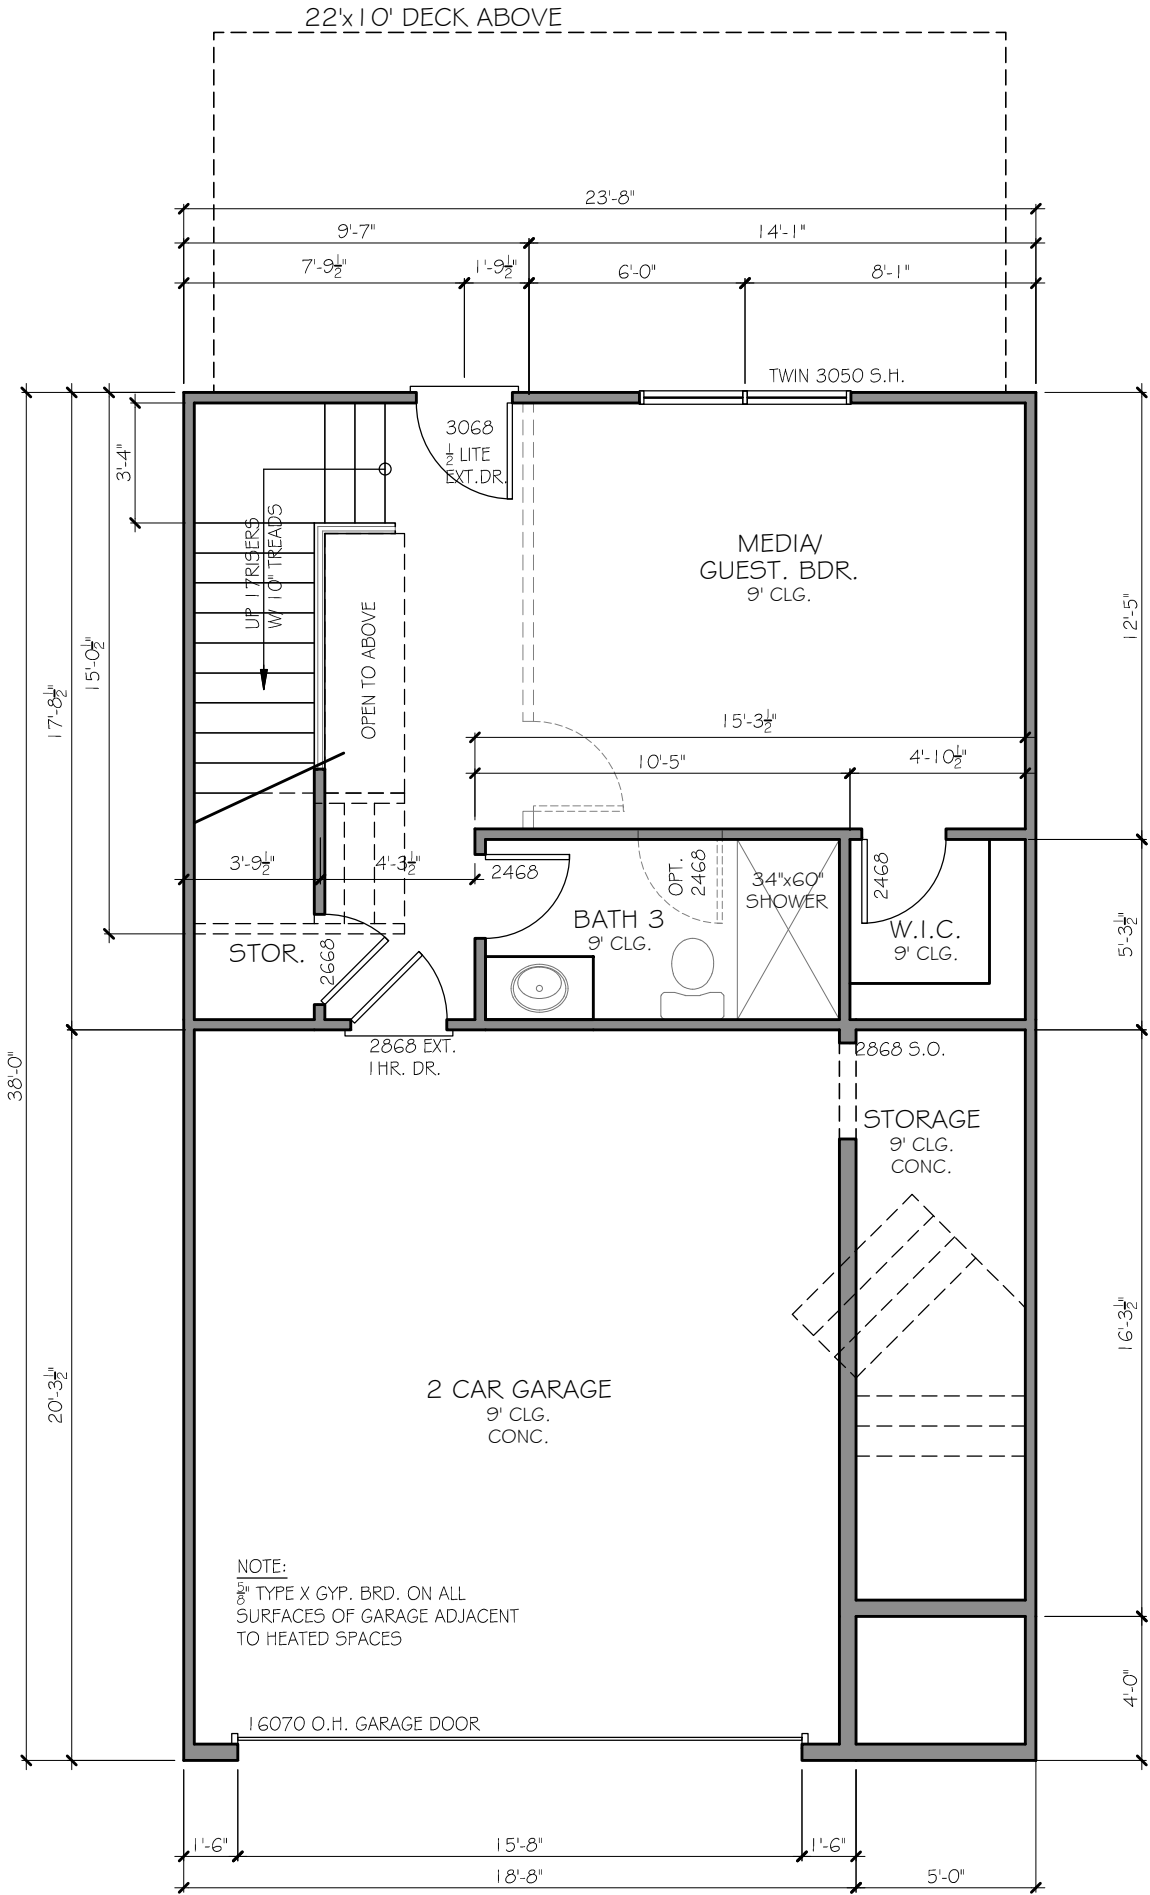 22'x10' DECK ABOVE
23'-8"
9'-7"
14'-1"
7'-9½"
1'-9½"
6'-0"
8'-1"
TWIN 3050 S.H.
3068
½ LITE
EXT.DR.
3'-4"
UP 17RISERS
W/ 10" TREADS
MEDIA/
GUEST. BDR.
9' CLG.
OPEN TO ABOVE
12'-5"
15'-0½"
17'-8½"
15'-3½"
10'-5"
4'-10½"
3'-9½"
4'-3½"
2468
OPT.
2468
34"x60"
SHOWER
2468
BATH 3
9' CLG.
W.I.C.
9' CLG.
5'-3½"
STOR.
2668
2868 EXT.
1HR. DR.
2868 S.O.
38'-0"
STORAGE
9' CLG.
CONC.
16'-3½"
20'-3½"
2 CAR GARAGE
9' CLG.
CONC.
NOTE:
⅝" TYPE X GYP. BRD. ON ALL
SURFACES OF GARAGE ADJACENT
TO HEATED SPACES
4'-0"
16070 O.H. GARAGE DOOR
1'-6"
15'-8"
1'-6"
18'-8"
5'-0"